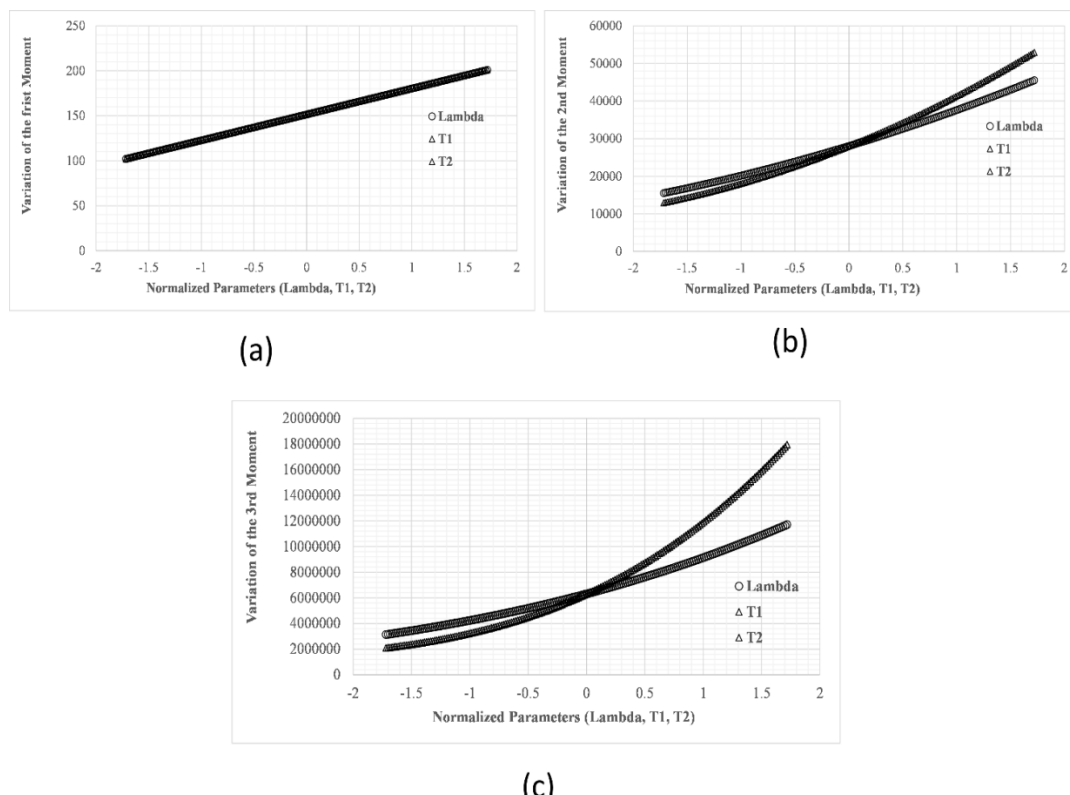 Variation of the frist Moment
250
200
150
100
50
0
-2 -1.5 -1 -0.5 0 0.5 1 1.5 2
Normalized Parameters (Lambda, T1, T2)
Lambda
T1
T2
(a)
Variation of the 2nd Moment
60000
50000
40000
30000
20000
10000
0
-2 -1.5 -1 -0.5 0 0.5 1 1.5 2
Normalized Parameters (Lambda, T1, T2)
Lambda
T1
T2
(b)
Variation of the 3rd Moment
20000000
18000000
16000000
14000000
12000000
10000000
8000000
6000000
4000000
2000000
0
-2 -1.5 -1 -0.5 0 0.5 1 1.5 2
Normalized Parameters (Lambda, T1, T2)
Lambda
T1
T2
(c)